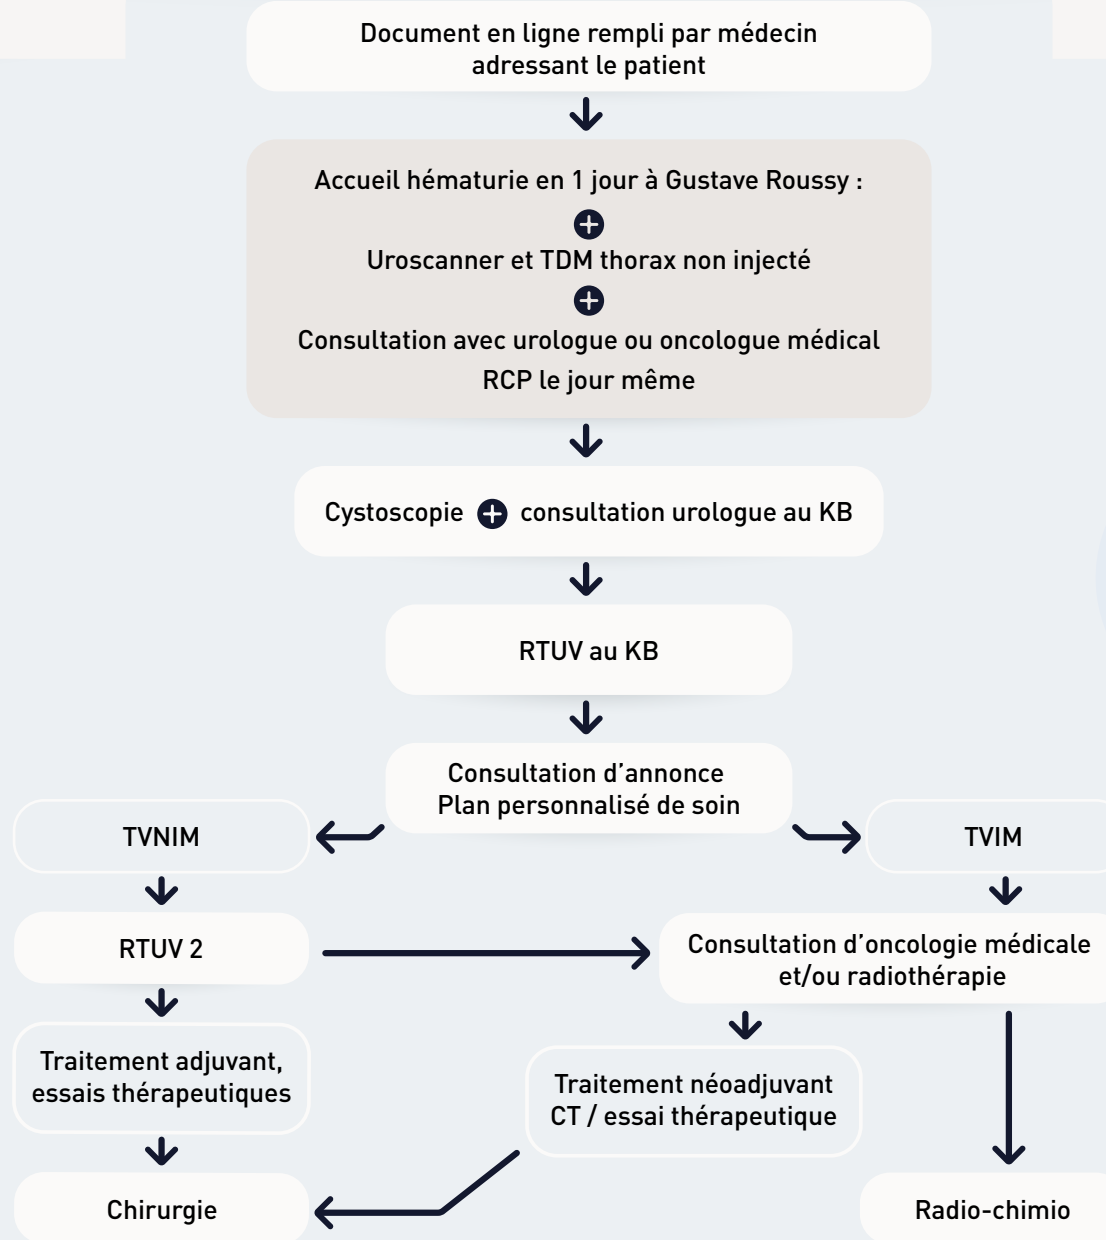 Document en ligne rempli par médecin
adressant le patient
Accueil hématurie en 1 jour à Gustave Roussy :
+
Uroscanner et TDM thorax non injecté
+
Consultation avec urologue ou oncologue médical
RCP le jour même
Cystoscopie + consultation urologue au KB
RTUV au KB
Consultation d’annonce
Plan personnalisé de soin
TVNIM
TVIM
RTUV 2
Consultation d’oncologie médicale
et/ou radiothérapie
Traitement adjuvant,
essais thérapeutiques
Traitement néoadjuvant
CT / essai thérapeutique
Chirurgie
Radio-chimio